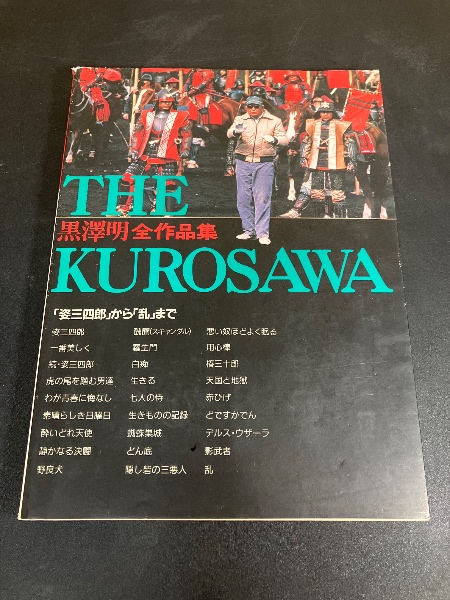 THE
黒澤明全作品集
KUROSAWA
「姿三四郎」から「乱」まで
姿三四郎 醜聞(スキャンダル) 悪い奴ほどよく眠る
一番美しく 羅生門 用心棒
続・姿三四郎 白痴 椿三十郎
虎の尾を踏む男達 生きる 天国と地獄
わが青春に悔なし 七人の侍 赤ひげ
素晴らしき日曜日 生きものの記録 どですかでん
酔いどれ天使 蜘蛛巣城 デルス・ウザーラ
静かなる決闘 どん底 影武者
野良犬 隠し砦の三悪人 乱